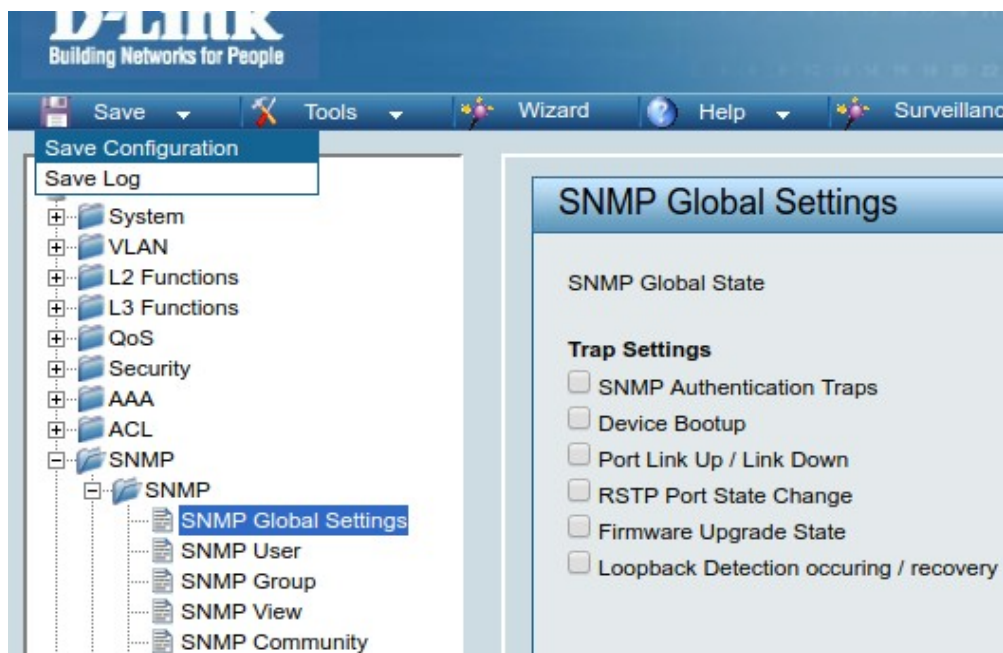 D-Link
Building Networks for People
Save Tools Wizard Help
Save Configuration
Save Log
System
VLAN
L2 Functions
L3 Functions
QoS
Security
AAA
ACL
SNMP
SNMP
SNMP Global Settings
SNMP User
SNMP Group
SNMP View
SNMP Community
SNMP Global Settings
SNMP Global State
Trap Settings
SNMP Authentication Traps
Device Bootup
Port Link Up / Link Down
RSTP Port State Change
Firmware Upgrade State
Loopback Detection occuring / recovery